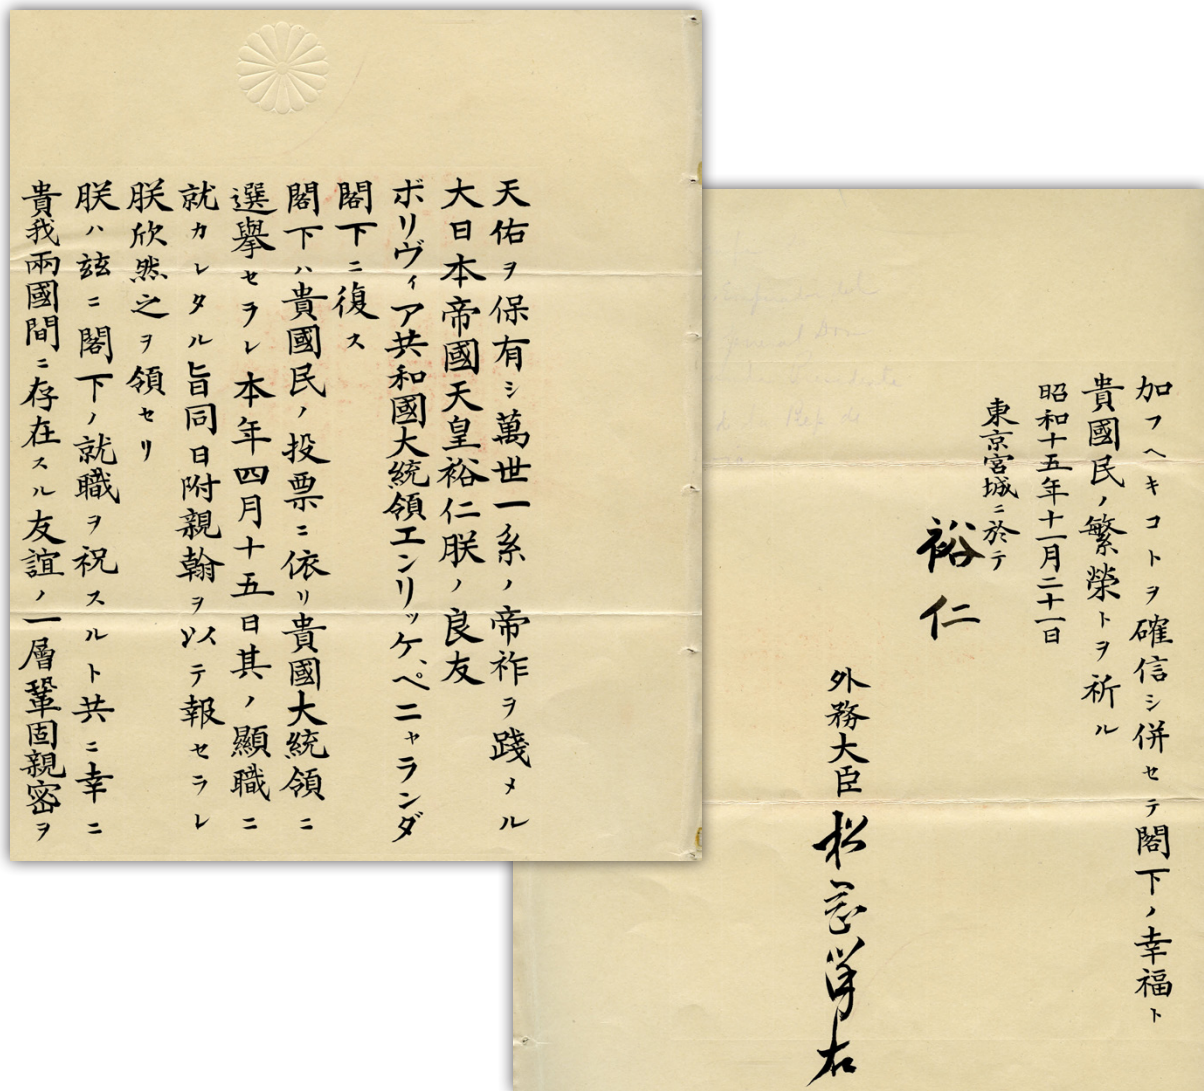 天佑ヲ保有シ萬世一系ノ帝祚ヲ踐メル
大日本帝國天皇裕仁朕ノ良友
ボリヴィア共和國大統領エンリッケ、ペニャランダ
閣下ニ復ス
閣下ハ貴國民ノ投票ニ依リ貴國大統領ニ
選擧セラレ本年四月十五日其ノ顯職ニ
就カレタル旨同日附親翰ヲ以テ報セラレ
朕欣然之ヲ領セリ
朕ハ玆ニ閣下ノ就職ヲ祝スルト共ニ幸ニ
貴我兩國間ニ存在スル友誼ノ一層鞏固親密ヲ
加フヘキコトヲ確信シ併セテ閣下ノ幸福ト
貴國民ノ繁榮トヲ祈ル
昭和十五年十一月二十一日
東京宮城ニ於テ
裕仁
外務大臣 松岡洋右